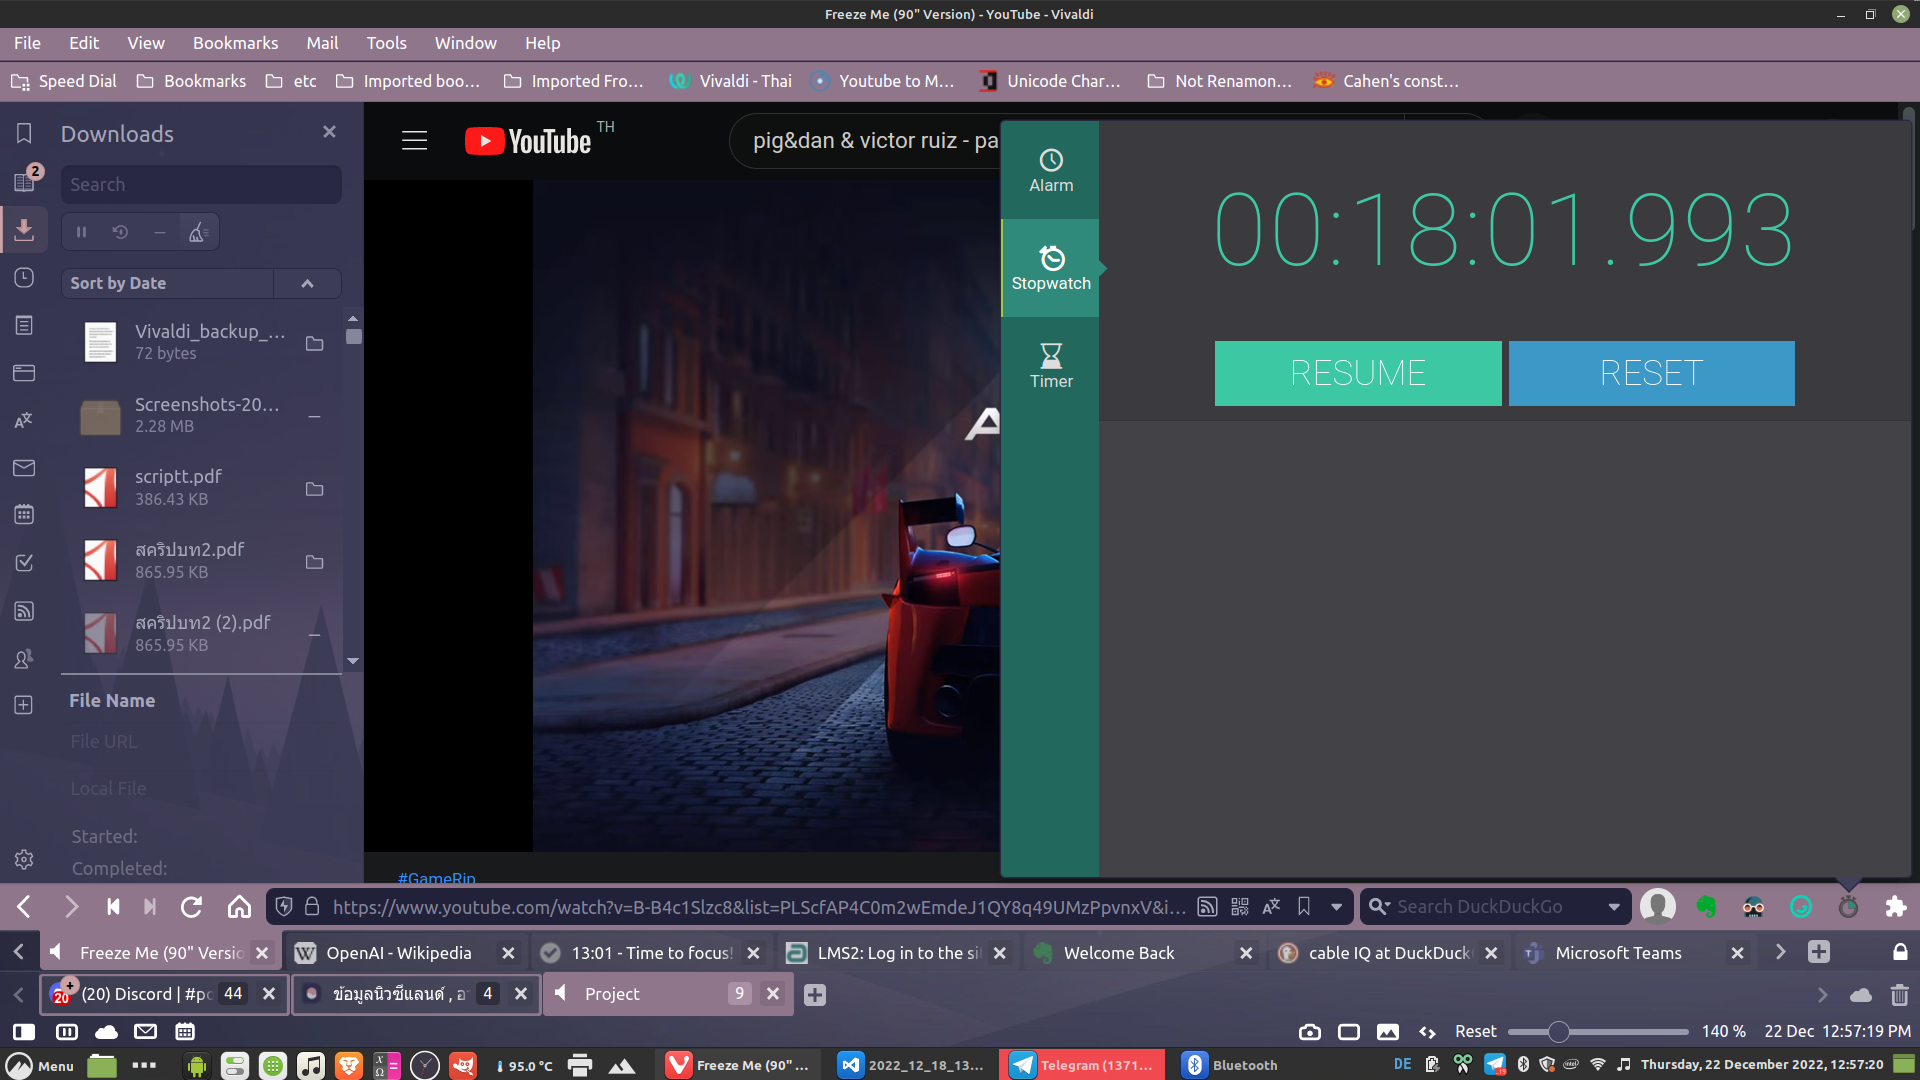 Freeze Me (90" Version) - YouTube - Vivaldi
File Edit View Bookmarks Mail Tools Window Help
Speed Dial Bookmarks etc Imported boo... Imported Fro... Vivaldi - Thai Youtube to M... Unicode Char... Not Renamon... Cahen's const...
Downloads
2
Search
Sort by Date
Vivaldi_backup_...
72 bytes
Screenshots-20...
2.28 MB
scriptt.pdf
386.43 KB
สคริปบท2.pdf
865.95 KB
สคริปบท2 (2).pdf
865.95 KB
File Name
File URL
Local File
Started:
Completed:
YouTube TH
pig&dan & victor ruiz - pa
A
#GameRip
Alarm
Stopwatch
Timer
00:18:01.993
RESUME RESET
https://www.youtube.com/watch?v=B-B4c1Slzc8&list=PLScfAP4C0m2wEmdeJ1QY8q49UMzPpvnxV&i...
Search DuckDuckGo
Freeze Me (90" Versio OpenAI - Wikipedia 13:01 - Time to focus! LMS2: Log in to the si Welcome Back cable IQ at DuckDuck Microsoft Teams
20 (20) Discord | #po 44 ข้อมูลนิวซีแลนด์ , อ 4 Project 9
Reset 140 % 22 Dec 12:57:19 PM
Menu 95.0 °C Freeze Me (90" ... 2022_12_18_13... Telegram (1371... Bluetooth DE Thursday, 22 December 2022, 12:57:20